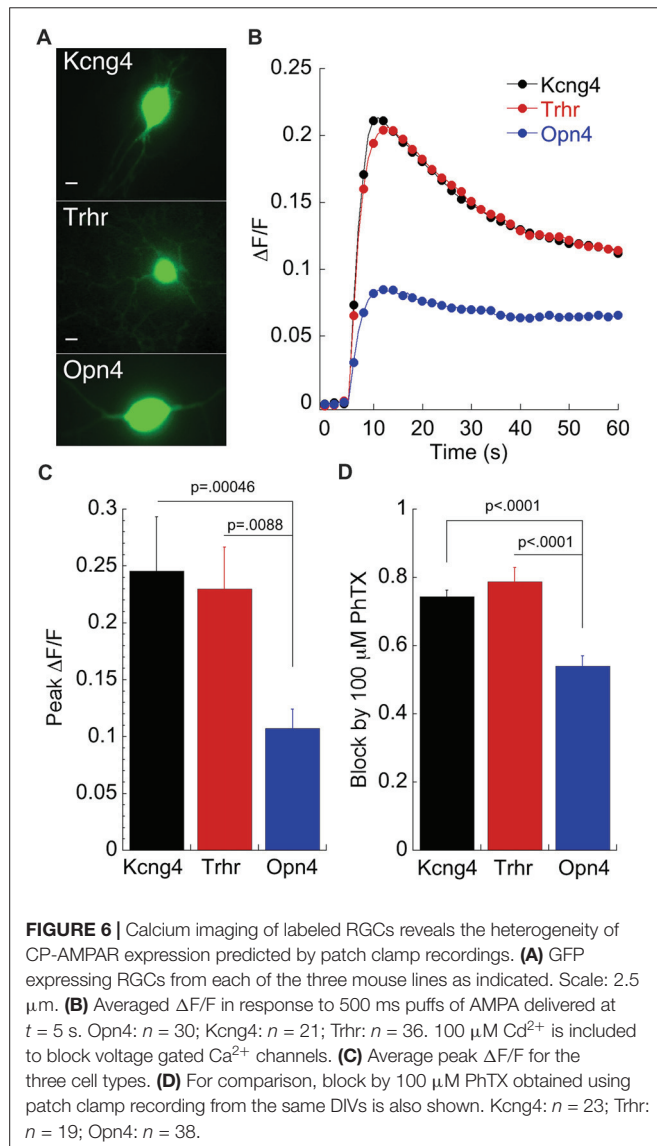 A
Kcng4
Trhr
Opn4
B
0.25
0.2
0.15
0.1
0.05
0
ΔF/F
Kcng4
Trhr
Opn4
0 10 20 30 40 50 60
Time (s)
C
p=.00046
p=.0088
0.3
0.25
0.2
0.15
0.1
0.05
0
Peak ΔF/F
Kcng4 Trhr Opn4
D
p<.0001
p<.0001
1
0.8
0.6
0.4
0.2
0
Block by 100 μM PhTX
Kcng4 Trhr Opn4
FIGURE 6 | Calcium imaging of labeled RGCs reveals the heterogeneity of
CP-AMPAR expression predicted by patch clamp recordings. (A) GFP
expressing RGCs from each of the three mouse lines as indicated. Scale: 2.5
μm. (B) Averaged ΔF/F in response to 500 ms puffs of AMPA delivered at
t = 5 s. Opn4: n = 30; Kcng4: n = 21; Trhr: n = 36. 100 μM Cd²⁺ is included
to block voltage gated Ca²⁺ channels. (C) Average peak ΔF/F for the
three cell types. (D) For comparison, block by 100 μM PhTX obtained using
patch clamp recording from the same DIVs is also shown. Kcng4: n = 23; Trhr:
n = 19; Opn4: n = 38.